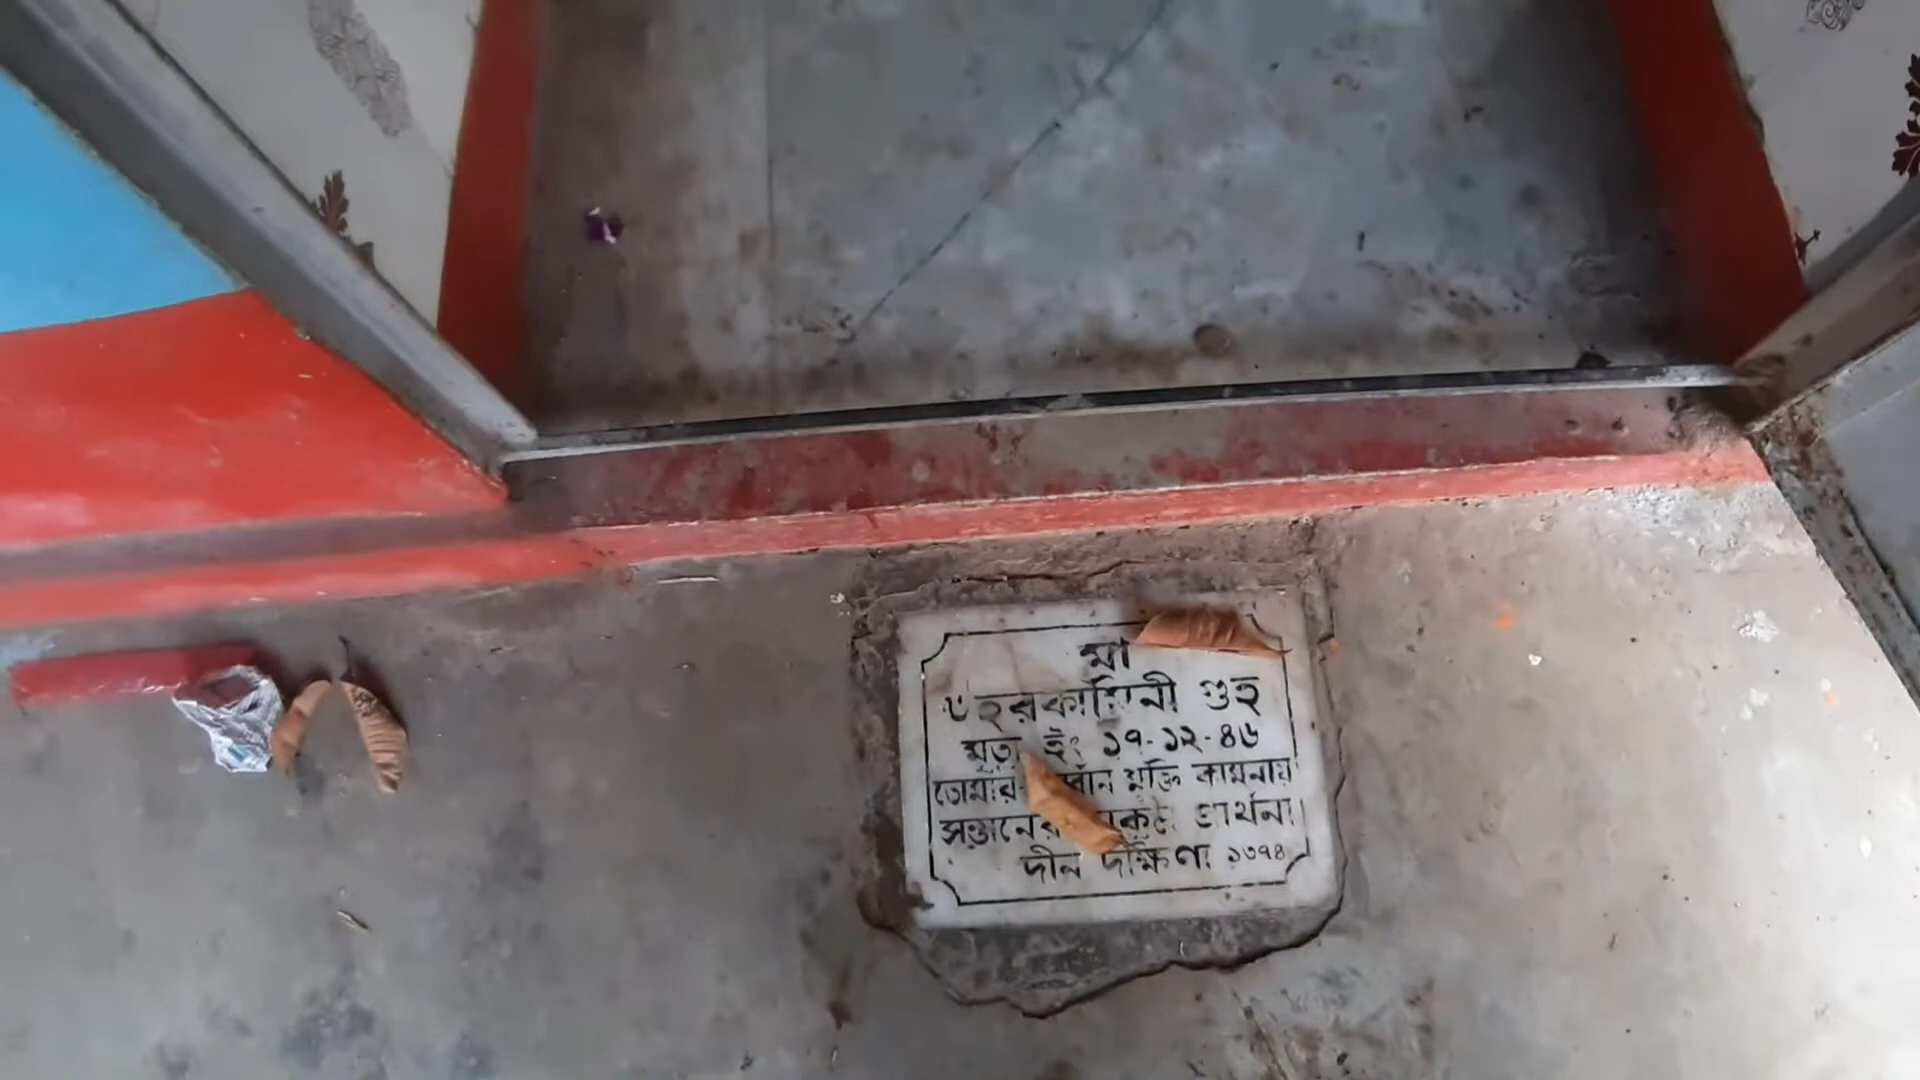 মা
ঁহরকামিনী গুহ
মৃত্যু ইং ১৭-১২-৪৬
তোমার মুক্তি কামনায়
সন্তানের প্রার্থনা।
দীন দক্ষিণা ১৩৭৪